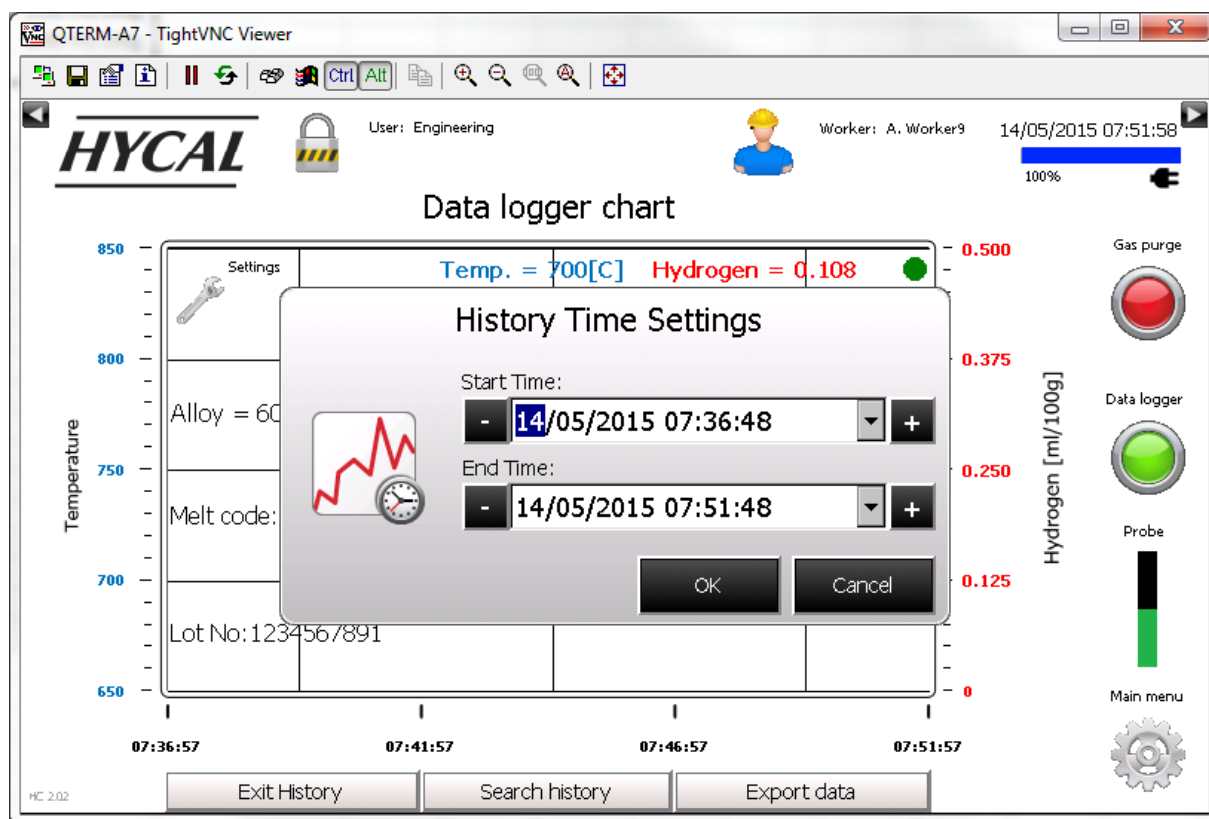 QTERM-A7 - TightVNC Viewer
Ctrl Alt
HYCAL
User: Engineering
Worker: A. Worker9
14/05/2015 07:51:58
100%
Data logger chart
850
800
750
700
650
Temperature
Settings
Temp. = 700[C] Hydrogen = 0.108
Alloy = 60
Melt code:
Lot No:1234567891
History Time Settings
Start Time:
- 14/05/2015 07:36:48 +
End Time:
- 14/05/2015 07:51:48 +
OK Cancel
0.500
0.375
0.250
0.125
0
Hydrogen [ml/100g]
Gas purge
Data logger
Probe
Main menu
07:36:57 07:41:57 07:46:57 07:51:57
HC 2.02
Exit History Search history Export data